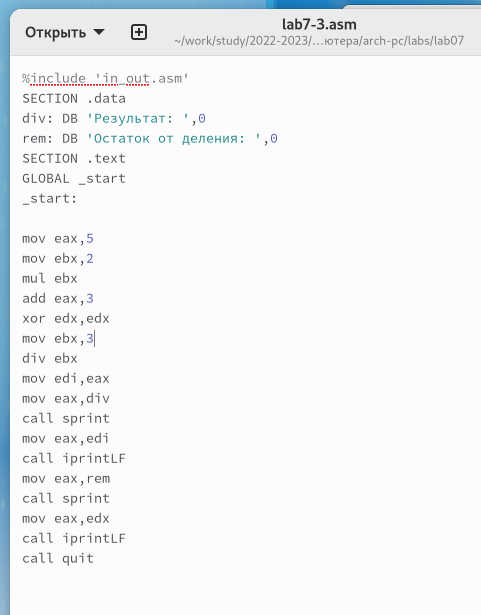 Открыть
lab7-3.asm
~/work/study/2022-2023/…ютера/arch-pc/labs/lab07
%include 'in_out.asm'
SECTION .data
div: DB 'Результат: ',0
rem: DB 'Остаток от деления: ',0
SECTION .text
GLOBAL _start
_start:
mov eax,5
mov ebx,2
mul ebx
add eax,3
xor edx,edx
mov ebx,3
div ebx
mov edi,eax
mov eax,div
call sprint
mov eax,edi
call iprintLF
mov eax,rem
call sprint
mov eax,edx
call iprintLF
call quit